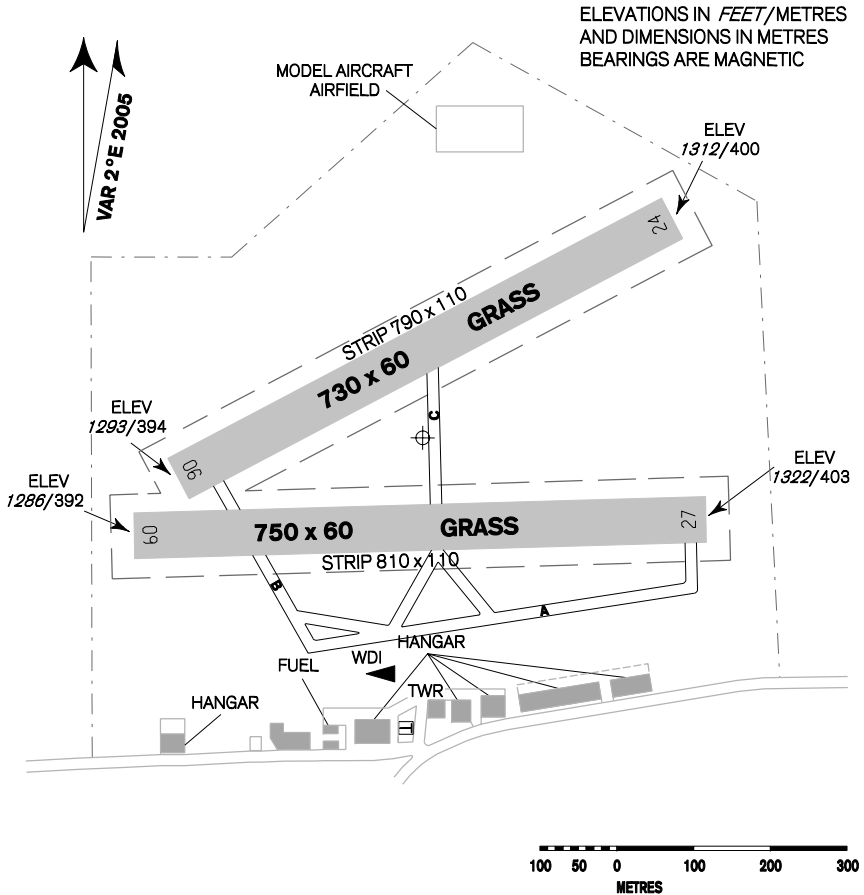 ELEVATIONS IN FEET/METRES
AND DIMENSIONS IN METRES
BEARINGS ARE MAGNETIC
MODEL AIRCRAFT
AIRFIELD
VAR 2°E 2005
ELEV
1312/400
24
STRIP 790 x 110
GRASS
730 x 60
ELEV
1293/394
06
C
ELEV
1286/392
ELEV
1322/403
09
750 x 60
GRASS
27
STRIP 810 x 110
B
A
HANGAR
WDI
FUEL
TWR
HANGAR
T
100 50 0 100 200 300
METRES